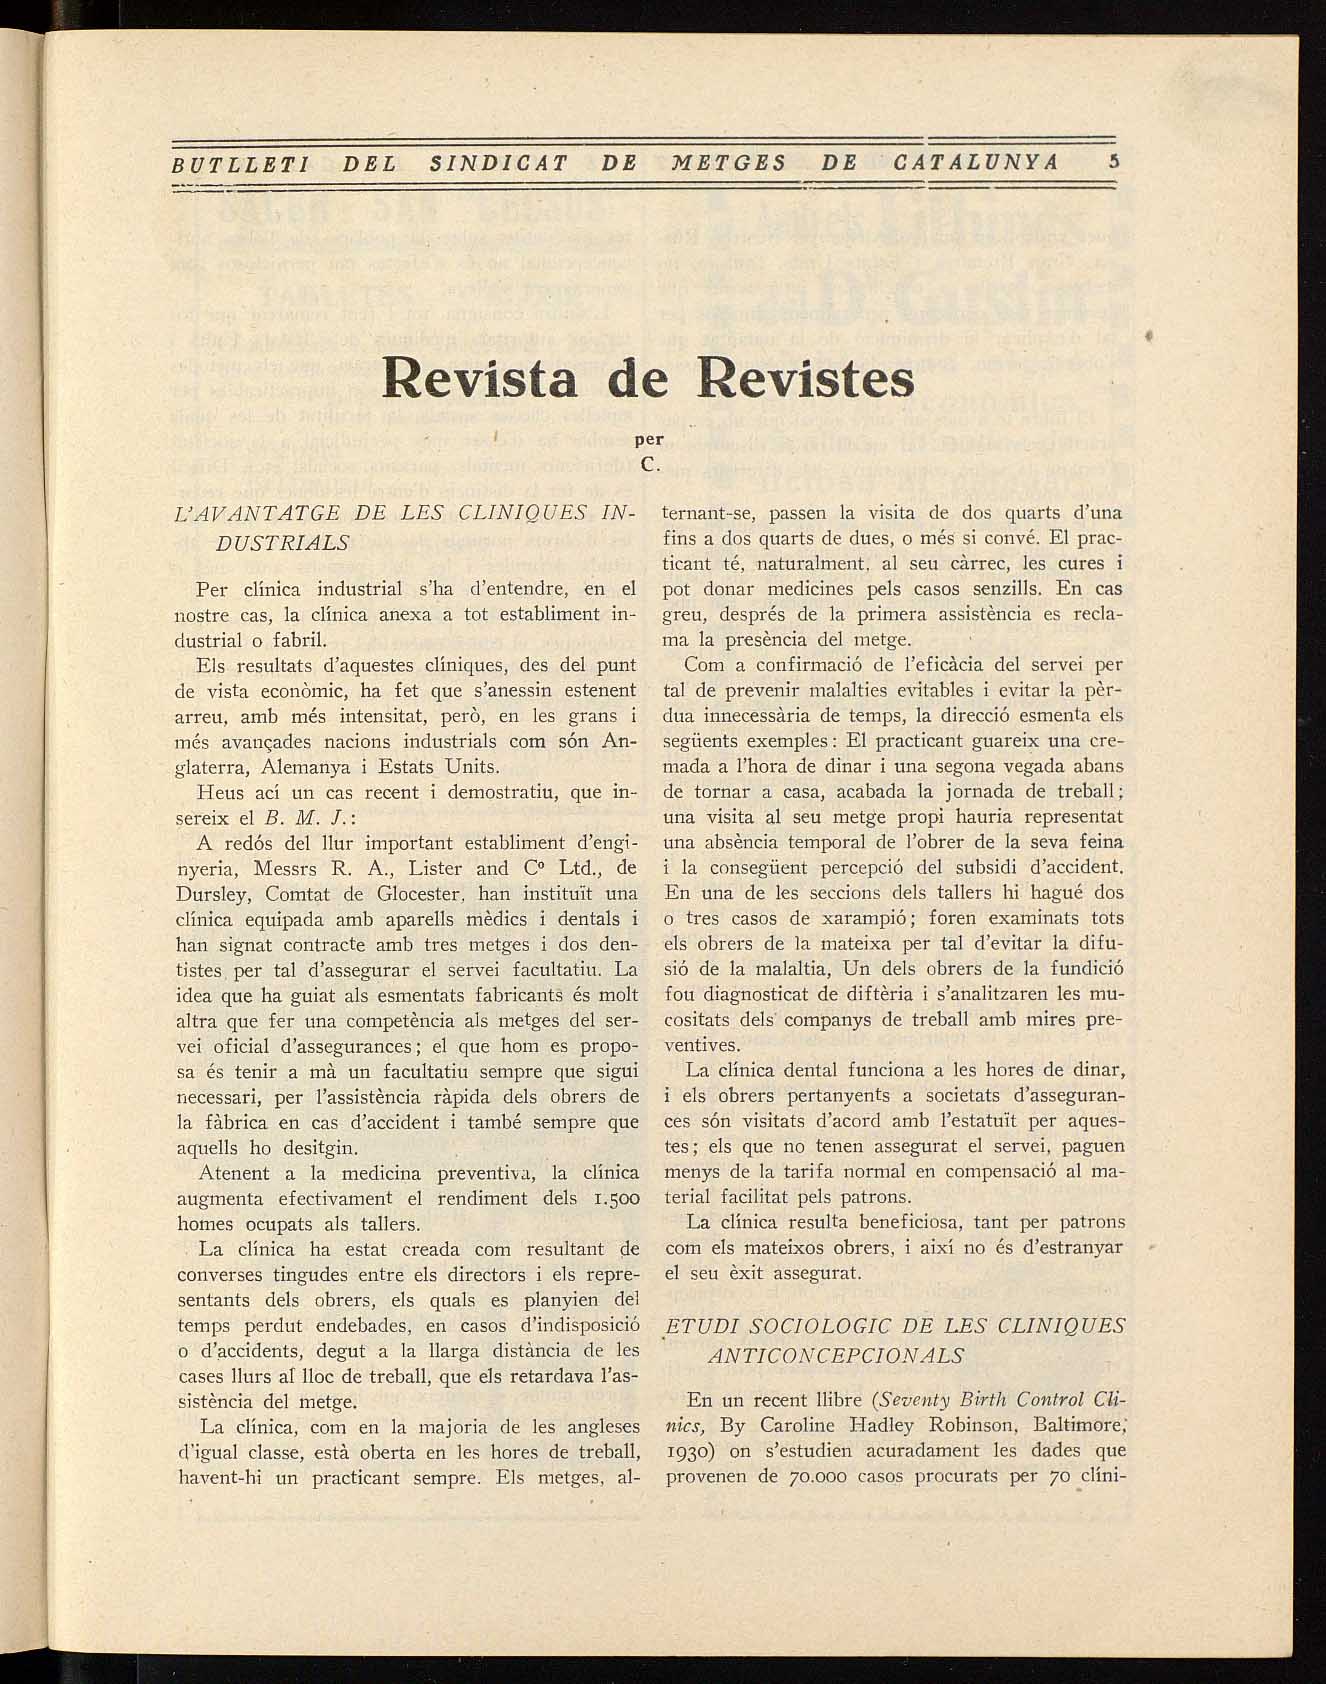 BUTLLETI DEL SINDICAT DE METGES DE CATALUNYA 5
Revista de Revistes
per
C.
L'AVANTATGE DE LES CLINIQUES IN-
DUSTRIALS
Per clínica industrial s'ha d'entendre, en el
nostre cas, la clínica anexa a tot establiment in-
dustrial o fabril.
Els resultats d'aquestes clíniques, des del punt
de vista econòmic, ha fet que s'anessin estenent
arreu, amb més intensitat, però, en les grans i
més avançades nacions industrials com són An-
glaterra, Alemanya i Estats Units.
Heus ací un cas recent i demostratiu, que in-
sereix el B. M. J.:
A redós del llur important establiment d'engi-
nyeria, Messrs R. A., Lister and Cº Ltd., de
Dursley, Comtat de Glocester, han instituït una
clínica equipada amb aparells mèdics i dentals i
han signat contracte amb tres metges i dos den-
tistes per tal d'assegurar el servei facultatiu. La
idea que ha guiat als esmentats fabricants és molt
altra que fer una competència als metges del ser-
vei oficial d'assegurances; el que hom es propo-
sa és tenir a mà un facultatiu sempre que sigui
necessari, per l'assistència ràpida dels obrers de
la fàbrica en cas d'accident i també sempre que
aquells ho desitgin.
Atenent a la medicina preventiva, la clínica
augmenta efectivament el rendiment dels 1.500
homes ocupats als tallers.
La clínica ha estat creada com resultant de
converses tingudes entre els directors i els repre-
sentants dels obrers, els quals es planyien del
temps perdut endebades, en casos d'indisposició
o d'accidents, degut a la llarga distància de les
cases llurs al lloc de treball, que els retardava l'as-
sistència del metge.
La clínica, com en la majoria de les angleses
d'igual classe, està oberta en les hores de treball,
havent-hi un practicant sempre. Els metges, al-
ternant-se, passen la visita de dos quarts d'una
fins a dos quarts de dues, o més si convé. El prac-
ticant té, naturalment, al seu càrrec, les cures i
pot donar medicines pels casos senzills. En cas
greu, després de la primera assistència es recla-
ma la presència del metge.
Com a confirmació de l'eficàcia del servei per
tal de prevenir malalties evitables i evitar la pèr-
dua innecessària de temps, la direcció esmenta els
següents exemples: El practicant guareix una cre-
mada a l'hora de dinar i una segona vegada abans
de tornar a casa, acabada la jornada de treball;
una visita al seu metge propi hauria representat
una absència temporal de l'obrer de la seva feina
i la consegüent percepció del subsidi d'accident.
En una de les seccions dels tallers hi hagué dos
o tres casos de xarampió; foren examinats tots
els obrers de la mateixa per tal d'evitar la difu-
sió de la malaltia, Un dels obrers de la fundició
fou diagnosticat de diftèria i s'analitzaren les mu-
cositats dels companys de treball amb mires pre-
ventives.
La clínica dental funciona a les hores de dinar,
i els obrers pertanyents a societats d'asseguran-
ces són visitats d'acord amb l'estatuït per aques-
tes; els que no tenen assegurat el servei, paguen
menys de la tarifa normal en compensació al ma-
terial facilitat pels patrons.
La clínica resulta beneficiosa, tant per patrons
com els mateixos obrers, i així no és d'estranyar
el seu èxit assegurat.
ETUDI SOCIOLOGIC DE LES CLINIQUES
ANTICONCEPCIONALS
En un recent llibre (Seventy Birth Control Cli-
nics, By Caroline Hadley Robinson, Baltimore,
1930) on s'estudien acuradament les dades que
provenen de 70.000 casos procurats per 70 clíni-